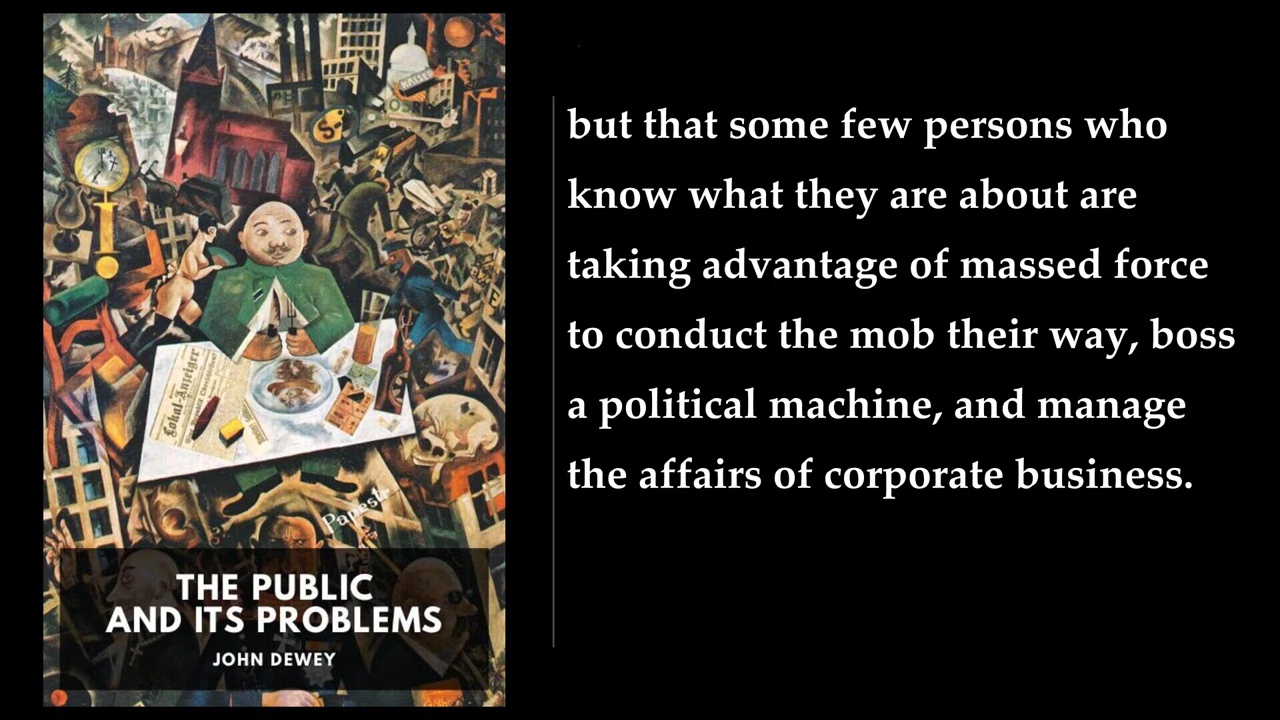 but that some few persons who
know what they are about are
taking advantage of massed force
to conduct the mob their way, boss
a political machine, and manage
the affairs of corporate business.
Lokal-Anzeiger
THE PUBLIC
AND ITS PROBLEMS
JOHN DEWEY